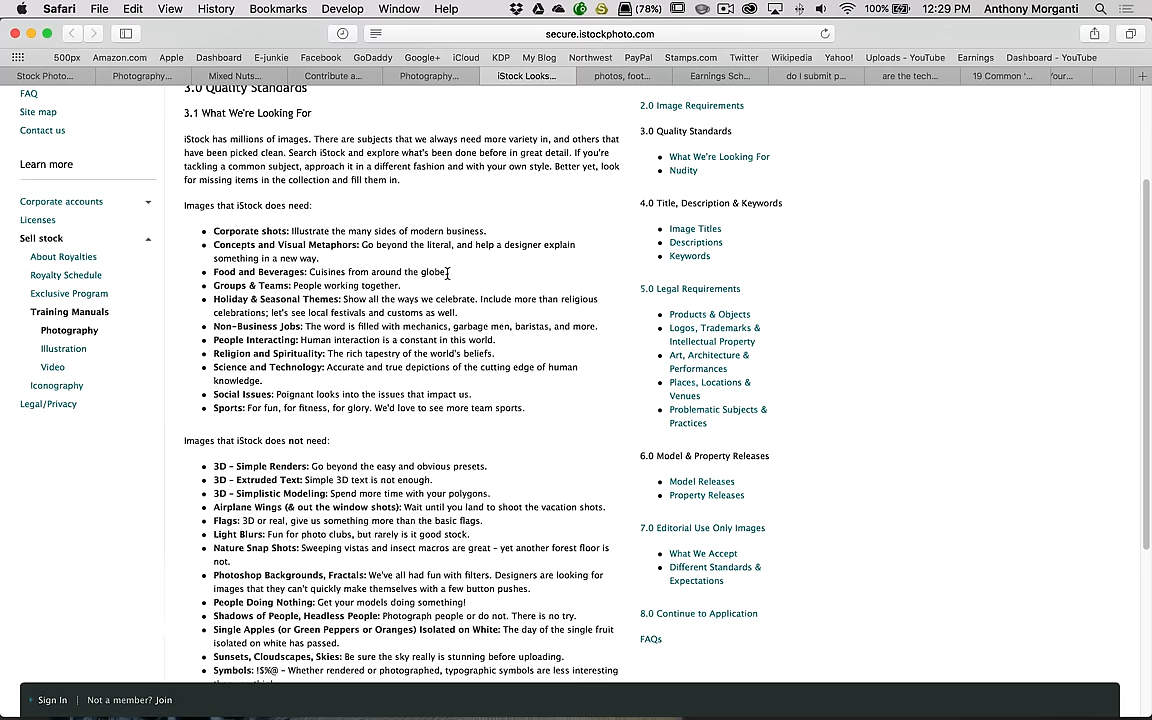 Safari File Edit View History Bookmarks Develop Window Help (78%) 100% 12:29 PM Anthony Morganti
secure.istockphoto.com
500px Amazon.com Apple Dashboard E-junkie Facebook GoDaddy Google+ iCloud KDP My Blog Northwest PayPal Stamps.com Twitter Wikipedia Yahoo! Uploads - YouTube Earnings Dashboard - YouTube
Stock Photo... Photography... Mixed Nuts... Contribute a... Photography... iStock Looks... photos, foot... Earnings Sch... do I submit p... are the tech... 19 Common '...
FAQ
Site map
Contact us
Learn more
Corporate accounts
Licenses
Sell stock
About Royalties
Royalty Schedule
Exclusive Program
Training Manuals
Photography
Illustration
Video
Iconography
Legal/Privacy
3.0 Quality Standards
3.1 What We're Looking For
iStock has millions of images. There are subjects that we always need more variety in, and others that
have been picked clean. Search iStock and explore what's been done before in great detail. If you're
tackling a common subject, approach it in a different fashion and with your own style. Better yet, look
for missing items in the collection and fill them in.
Images that iStock does need:
Corporate shots: Illustrate the many sides of modern business.
Concepts and Visual Metaphors: Go beyond the literal, and help a designer explain
something in a new way.
Food and Beverages: Cuisines from around the globe.
Groups & Teams: People working together.
Holiday & Seasonal Themes: Show all the ways we celebrate. Include more than religious
celebrations; let's see local festivals and customs as well.
Non-Business Jobs: The word is filled with mechanics, garbage men, baristas, and more.
People Interacting: Human interaction is a constant in this world.
Religion and Spirituality: The rich tapestry of the world's beliefs.
Science and Technology: Accurate and true depictions of the cutting edge of human
knowledge.
Social Issues: Poignant looks into the issues that impact us.
Sports: For fun, for fitness, for glory. We'd love to see more team sports.
Images that iStock does not need:
3D - Simple Renders: Go beyond the easy and obvious presets.
3D - Extruded Text: Simple 3D text is not enough.
3D - Simplistic Modeling: Spend more time with your polygons.
Airplane Wings (& out the window shots): Wait until you land to shoot the vacation shots.
Flags: 3D or real, give us something more than the basic flags.
Light Blurs: Fun for photo clubs, but rarely is it good stock.
Nature Snap Shots: Sweeping vistas and insect macros are great - yet another forest floor is
not.
Photoshop Backgrounds, Fractals: We've all had fun with filters. Designers are looking for
images that they can't quickly make themselves with a few button pushes.
People Doing Nothing: Get your models doing something!
Shadows of People, Headless People: Photograph people or do not. There is no try.
Single Apples (or Green Peppers or Oranges) Isolated on White: The day of the single fruit
isolated on white has passed.
Sunsets, Cloudscapes, Skies: Be sure the sky really is stunning before uploading.
Symbols: !$%@ - Whether rendered or photographed, typographic symbols are less interesting
2.0 Image Requirements
3.0 Quality Standards
What We're Looking For
Nudity
4.0 Title, Description & Keywords
Image Titles
Descriptions
Keywords
5.0 Legal Requirements
Products & Objects
Logos, Trademarks &
Intellectual Property
Art, Architecture &
Performances
Places, Locations &
Venues
Problematic Subjects &
Practices
6.0 Model & Property Releases
Model Releases
Property Releases
7.0 Editorial Use Only Images
What We Accept
Different Standards &
Expectations
8.0 Continue to Application
FAQs
Sign In | Not a member? Join